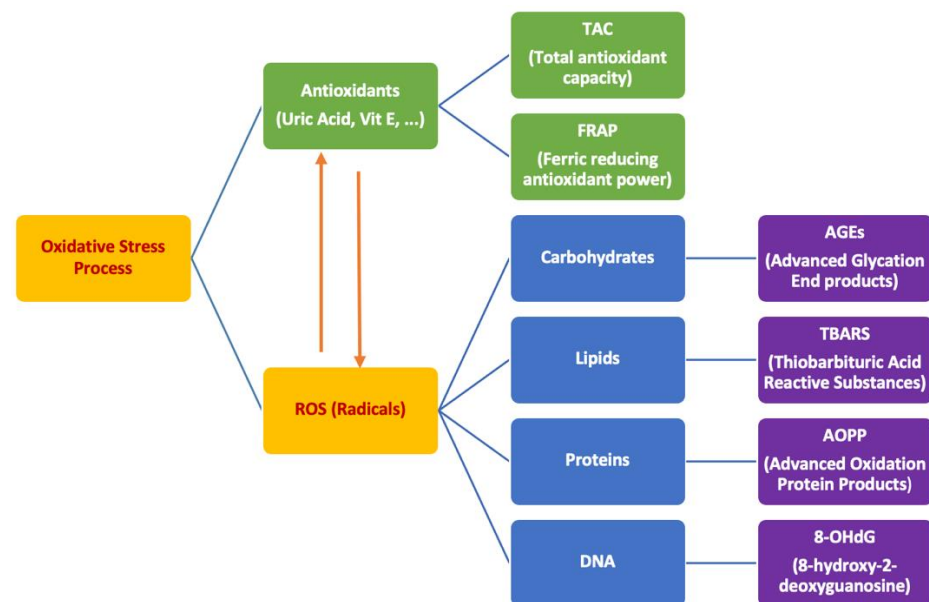 TAC
(Total antioxidant
capacity)
Antioxidants
(Uric Acid, Vit E, ...)
FRAP
(Ferric reducing
antioxidant power)
Oxidative Stress
Process
Carbohydrates
AGEs
(Advanced Glycation
End products)
Lipids
TBARS
(Thiobarbituric Acid
Reactive Substances)
ROS (Radicals)
Proteins
AOPP
(Advanced Oxidation
Protein Products)
DNA
8-OHdG
(8-hydroxy-2-
deoxyguanosine)